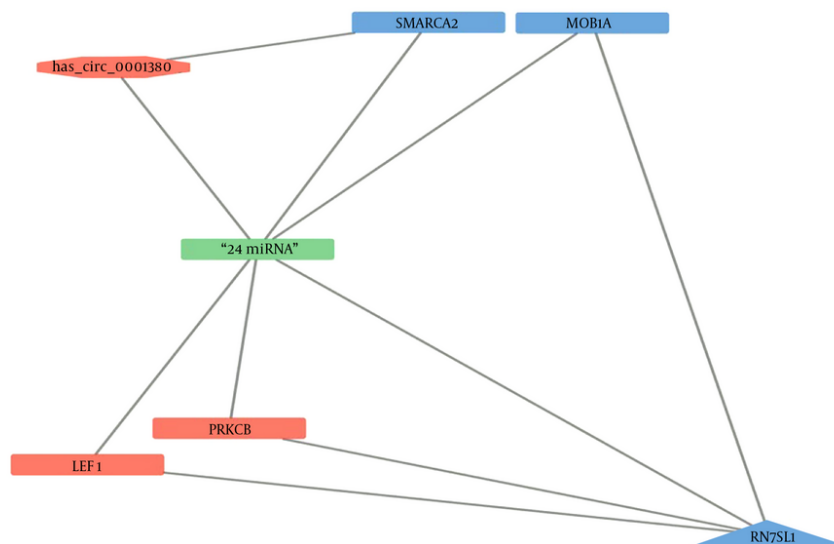 SMARCA2
MOB1A
has_circ_0001380
“24 miRNA”
PRKCB
LEF1
RN7SL1